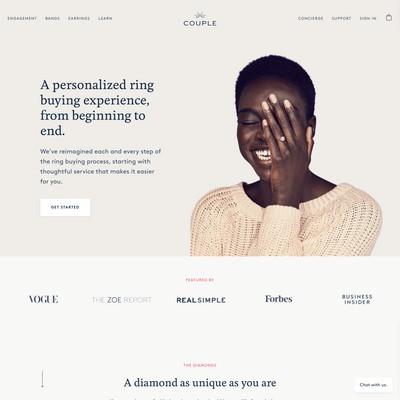 ENGAGEMENT BANDS EARRINGS LEARN
COUPLE
CONCIERGE SUPPORT SIGN IN
A personalized ring
buying experience,
from beginning to
end.
We've reimagined each and every step of
the ring buying process, starting with
thoughtful service that makes it easier
for you.
GET STARTED
FEATURED BY
VOGUE
THE ZOE REPORT
REALSIMPLE
Forbes
BUSINESS
INSIDER
THE DIAMONDS
A diamond as unique as you are
Chat with us.